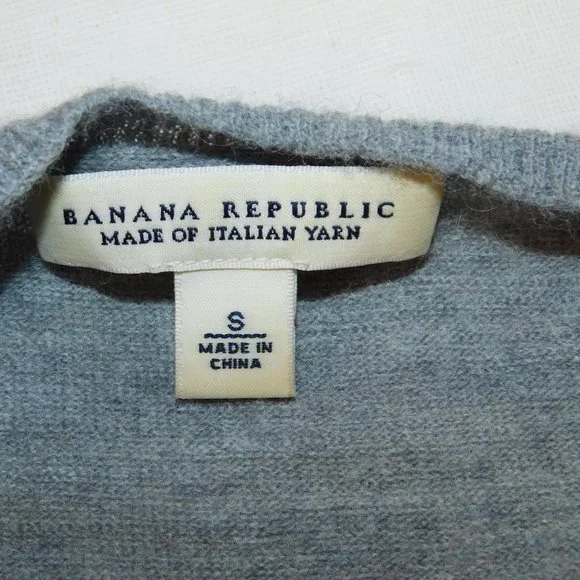 BANANA REPUBLIC
MADE OF ITALIAN YARN
S
MADE IN
CHINA